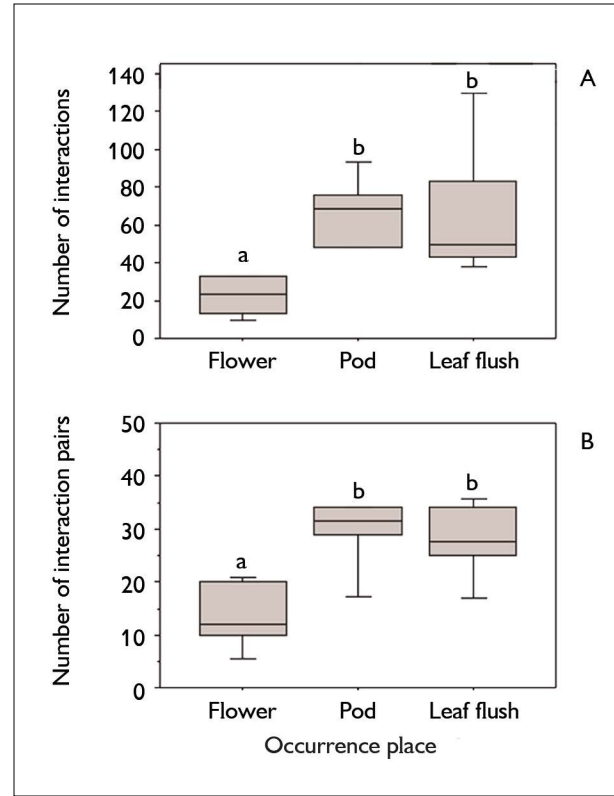 A
Number of interactions
140
120
100
80
60
40
20
0
a
b
b
Flower Pod Leaf flush
B
Number of interaction pairs
50
40
30
20
10
0
a
b
b
Flower Pod Leaf flush
Occurrence place